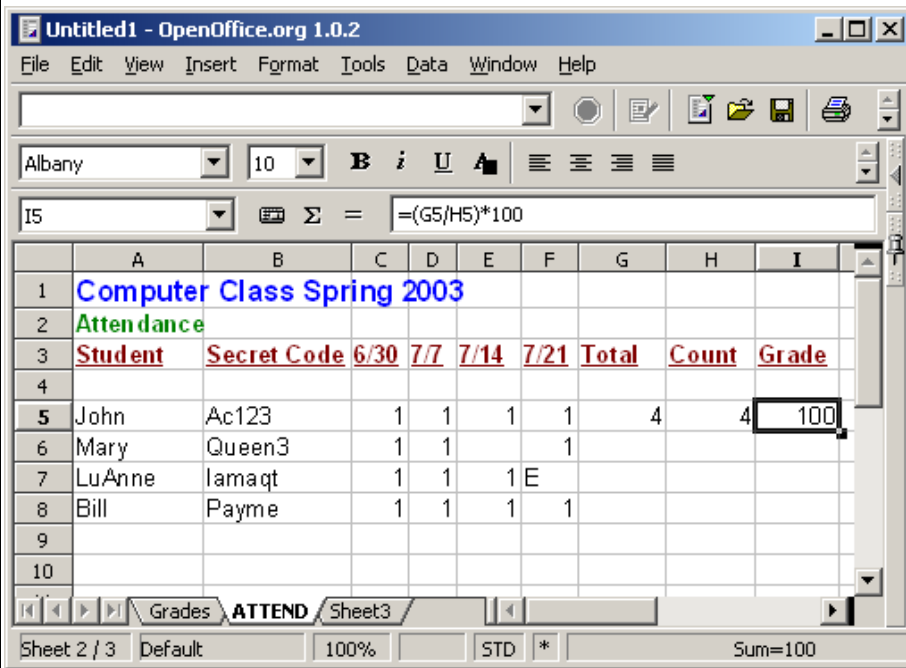 Untitled1 - OpenOffice.org 1.0.2
File Edit View Insert Format Tools Data Window Help
Albany 10 B i U A
I5 Σ = =(G5/H5)*100
A B C D E F G H I
1 Computer Class Spring 2003
2 Attendance
3 Student Secret Code 6/30 7/7 7/14 7/21 Total Count Grade
4
5 John Ac123 1 1 1 1 4 4 100
6 Mary Queen3 1 1 1
7 LuAnne Iamaqt 1 1 1 E
8 Bill Payme 1 1 1 1
9
10
Grades ATTEND Sheet3
Sheet 2 / 3 Default 100% STD * Sum=100